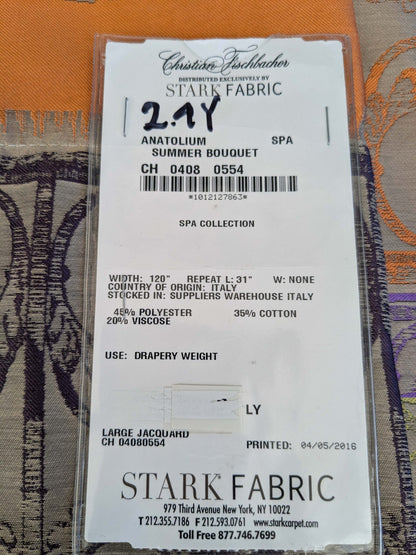 Christian Fischbacher
DISTRIBUTED EXCLUSIVELY BY
STARK FABRIC
2.1Y
ANATOLIUM SPA
SUMMER BOUQUET
CH 0408 0554
*1012127863*
SPA COLLECTION
WIDTH: 120" REPEAT L: 31" W: NONE
COUNTRY OF ORIGIN: ITALY
STOCKED IN: SUPPLIERS WAREHOUSE ITALY
45% POLYESTER 35% COTTON
20% VISCOSE
USE: DRAPERY WEIGHT
LY
LARGE JACQUARD
CH 04080554 PRINTED: 04/05/2016
STARK FABRIC
979 Third Avenue New York, NY 10022
T 212.355.7186 F 212.593.0761 www.starkcarpet.com
Toll Free 877.746.7699